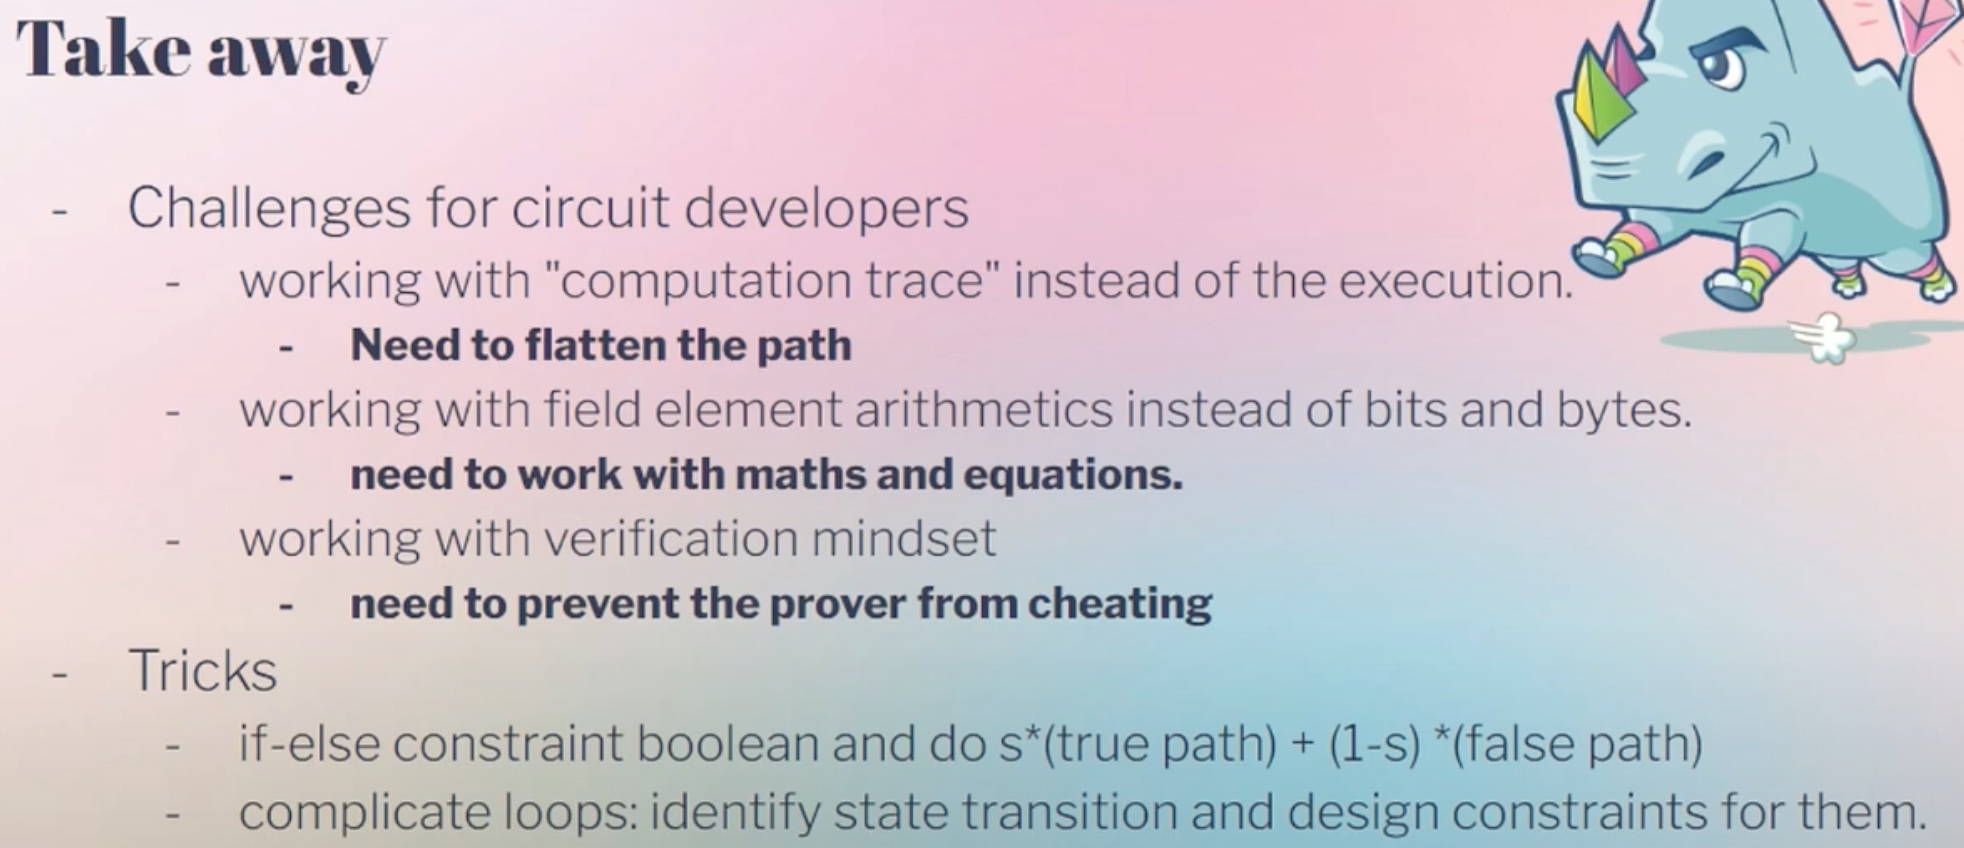 Take away
- Challenges for circuit developers
- working with "computation trace" instead of the execution.
- Need to flatten the path
- working with field element arithmetics instead of bits and bytes.
- need to work with maths and equations.
- working with verification mindset
- need to prevent the prover from cheating
- Tricks
- if-else constraint boolean and do s*(true path) + (1-s) *(false path)
- complicate loops: identify state transition and design constraints for them.